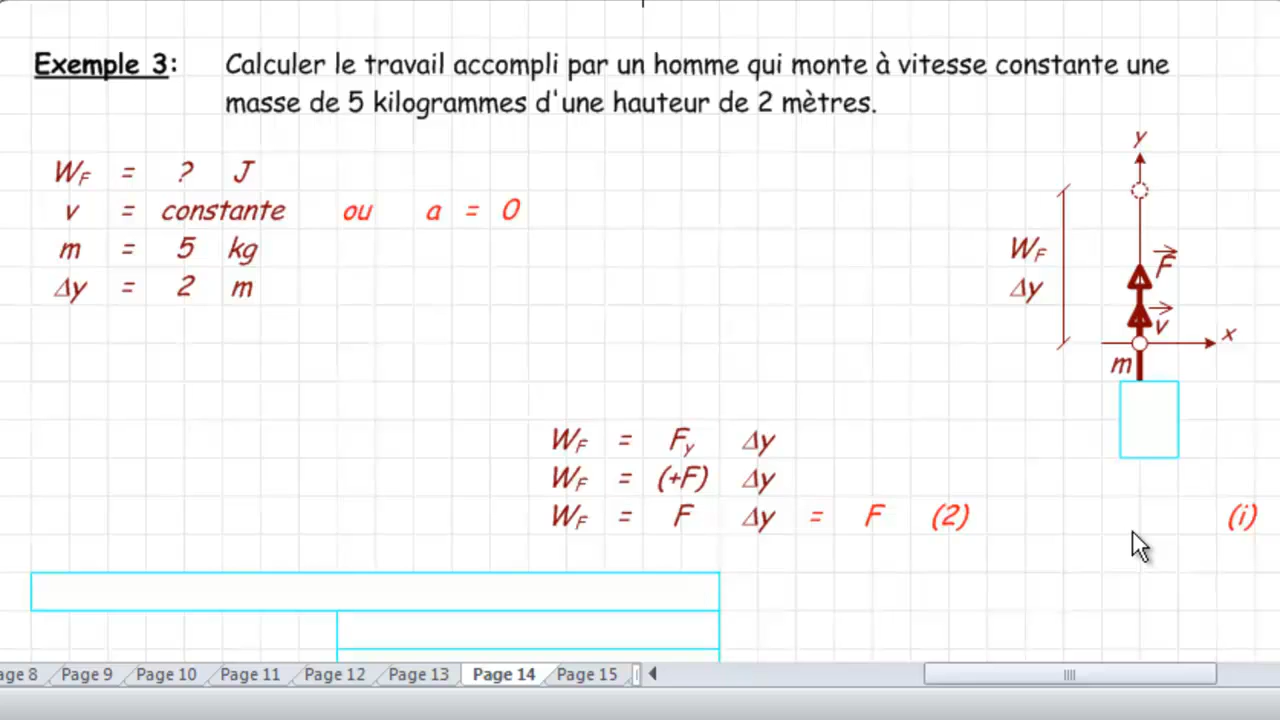 Exemple 3: Calculer le travail accompli par un homme qui monte à vitesse constante une
masse de 5 kilogrammes d'une hauteur de 2 mètres.
W_F = ? J
v = constante ou a = 0
m = 5 kg
Δy = 2 m
y
W_F
Δy
F
v
x
m
W_F = F_y Δy
W_F = (+F) Δy
W_F = F Δy = F (2) (i)
age 8 Page 9 Page 10 Page 11 Page 12 Page 13 Page 14 Page 15